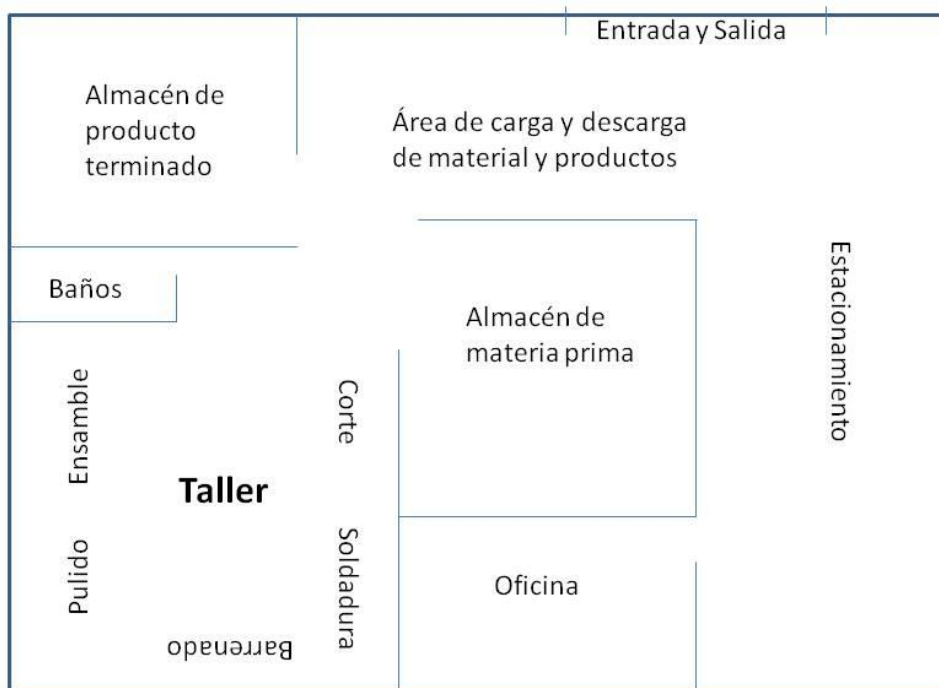 Entrada y Salida
Almacén de
producto
terminado
Área de carga y descarga
de material y productos
Baños
Almacén de
materia prima
Estacionamiento
Ensamble
Corte
Taller
Pulido
Soldadura
Oficina
Barrenado